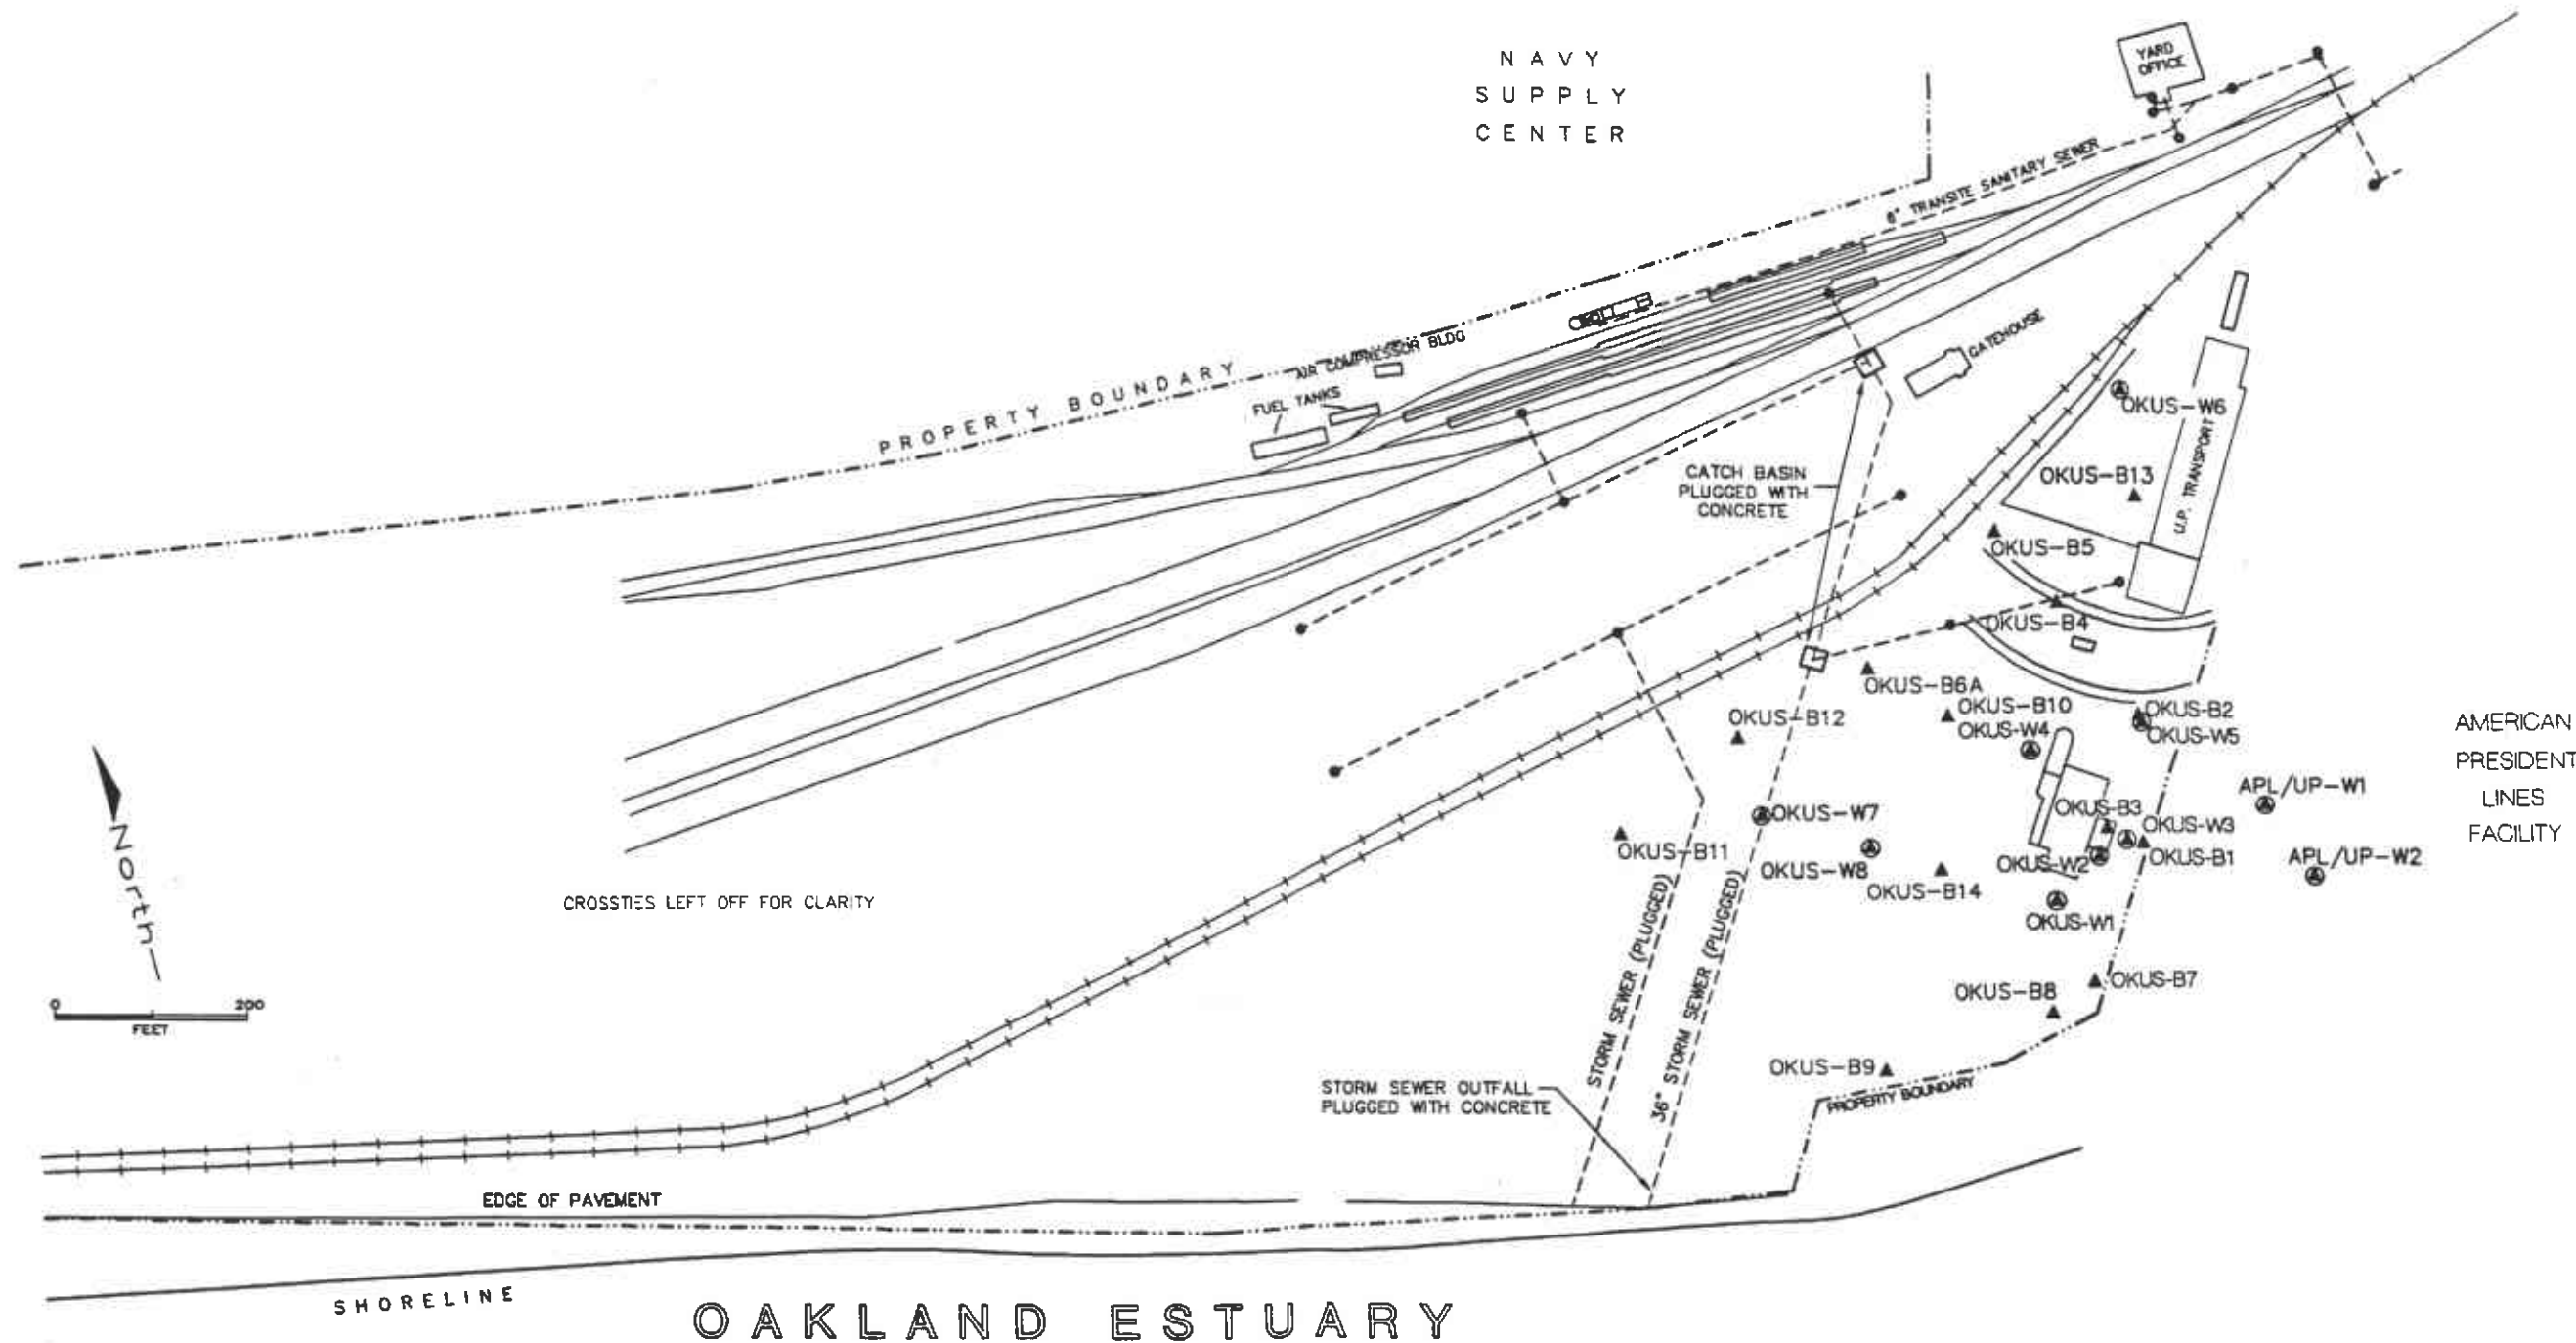 NAVY
SUPPLY
CENTER
YARD
OFFICE
6" TRANSITE SANITARY SEWER
PROPERTY BOUNDARY
AIR COMPRESSOR BLDG
FUEL TANKS
GATEHOUSE
OKUS-W6
U.P. TRANSPORT
OKUS-B13
CATCH BASIN
PLUGGED WITH
CONCRETE
OKUS-B5
OKUS-B4
OKUS-B6A
OKUS-B10
OKUS-B2
OKUS-B12
OKUS-W4
OKUS-W5
AMERICAN
PRESIDENT
LINES
FACILITY
APL/UP-W1
OKUS-B3
OKUS-W7
OKUS-W3
OKUS-B11
OKUS-W8
OKUS-W2
OKUS-B1
APL/UP-W2
OKUS-B14
OKUS-W1
CROSSTIES LEFT OFF FOR CLARITY
North
0 200
FEET
STORM SEWER (PLUGGED)
36" STORM SEWER (PLUGGED)
OKUS-B7
OKUS-B8
OKUS-B9
PROPERTY BOUNDARY
STORM SEWER OUTFALL
PLUGGED WITH CONCRETE
EDGE OF PAVEMENT
SHORELINE
OAKLAND ESTUARY